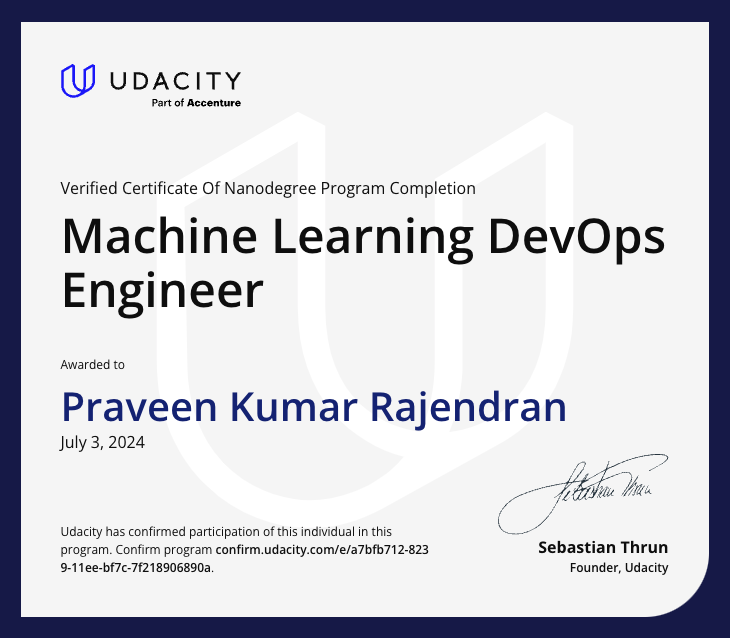 UDACITY
Part of Accenture
Verified Certificate Of Nanodegree Program Completion
Machine Learning DevOps
Engineer
Awarded to
Praveen Kumar Rajendran
July 3, 2024
Sebastian Thrun
Udacity has confirmed participation of this individual in this
program. Confirm program confirm.udacity.com/e/a7bfb712-823
9-11ee-bf7c-7f218906890a.
Sebastian Thrun
Founder, Udacity